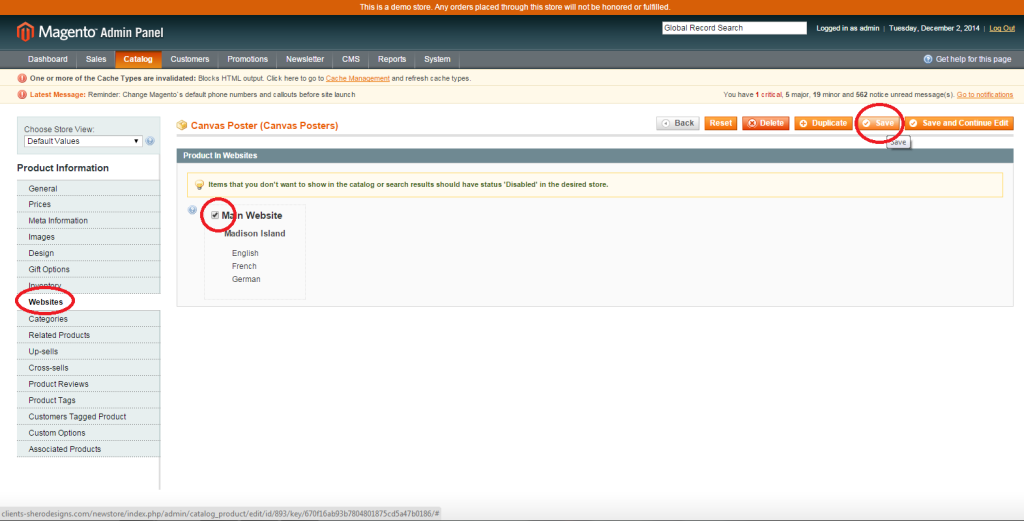 This is a demo store. Any orders placed through this store will not be honored or fulfilled.
Magento Admin Panel
Global Record Search
Logged in as admin | Tuesday, December 2, 2014 | Log Out
Dashboard Sales Catalog Customers Promotions Newsletter CMS Reports System
Get help for this page
One or more of the Cache Types are invalidated: Blocks HTML output. Click here to go to Cache Management and refresh cache types.
Latest Message: Reminder: Change Magento`s default phone numbers and callouts before site launch
You have 1 critical, 5 major, 19 minor and 562 notice unread message(s). Go to notifications
Choose Store View:
Default Values
Product Information
General
Prices
Meta Information
Images
Design
Gift Options
Inventory
Websites
Categories
Related Products
Up-sells
Cross-sells
Product Reviews
Product Tags
Customers Tagged Product
Custom Options
Associated Products
Canvas Poster (Canvas Posters)
Back Reset Delete Duplicate Save Save and Continue Edit
Save
Product In Websites
Items that you don't want to show in the catalog or search results should have status 'Disabled' in the desired store.
Main Website
Madison Island
English
French
German
clients-sherodesigns.com/newstore/index.php/admin/catalog_product/edit/id/893/key/670f16ab93b7804801875cd5a47b0186/#